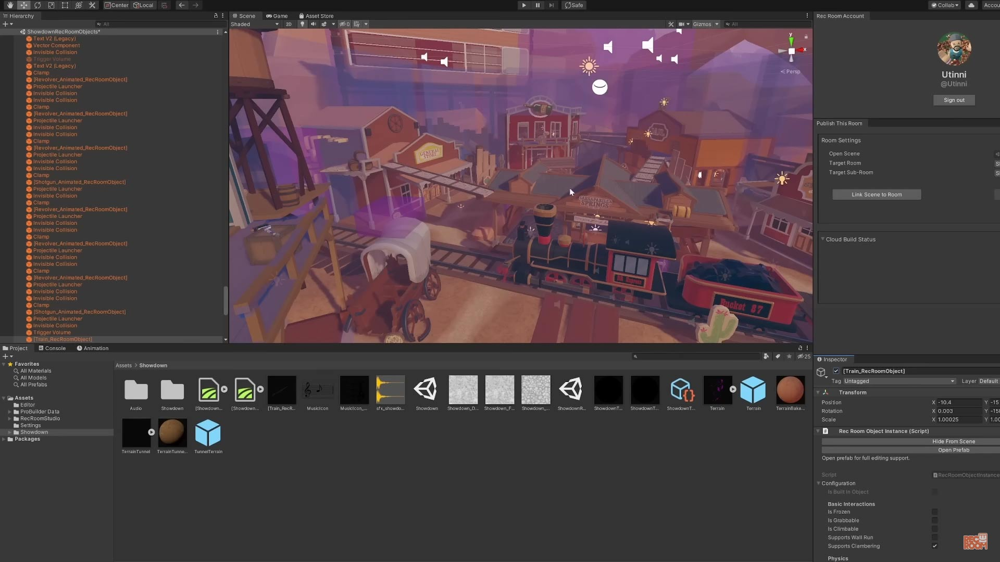 Center
Local
Safe
Collab
Accou
Hierarchy
All
ShowdownRecRoomObjects*
Text V2 (Legacy)
Vector Component
Invisible Collision
Trigger Volume
Text V2 (Legacy)
Clamp
[Revolver_Animated_RecRoomObject]
Projectile Launcher
Invisible Collision
Invisible Collision
Clamp
[Revolver_Animated_RecRoomObject]
Projectile Launcher
Invisible Collision
Invisible Collision
Clamp
[Revolver_Animated_RecRoomObject]
Projectile Launcher
Invisible Collision
Invisible Collision
Clamp
[Shotgun_Animated_RecRoomObject]
Projectile Launcher
Invisible Collision
Clamp
[Revolver_Animated_RecRoomObject]
Projectile Launcher
Invisible Collision
Invisible Collision
Clamp
[Revolver_Animated_RecRoomObject]
Projectile Launcher
Invisible Collision
Invisible Collision
Clamp
[Revolver_Animated_RecRoomObject]
Projectile Launcher
Invisible Collision
Invisible Collision
Clamp
[Shotgun_Animated_RecRoomObject]
Projectile Launcher
Invisible Collision
Trigger Volume
[Train_RecRoomObject]
Scene
Game
Asset Store
Shaded
2D
0
Gizmos
All
y
x
Persp
GENERAL STORE
JAIL
SARSAPARILLA
SPRINGS
RR Express
Bucket 87
Rec Room Account
Utinni
@Utinni
Sign out
Publish This Room
Room Settings
Open Scene
Target Room
Target Sub-Room
Link Scene to Room
Cloud Build Status
Project
Console
Animation
25
Favorites
All Materials
All Models
All Prefabs
Assets
Editor
ProBuilder Data
RecRoomStudio
Settings
Showdown
Packages
Assets > Showdown
Audio
Showdown
[Showdown...
[Showdown...
[Train_RecR...
MusicIcon
MusicIcon_...
sfx_showdo...
Showdown
Showdown_D...
Showdown_F...
Showdown_...
ShowdownR...
ShowdownT...
ShowdownT...
ShowdownT...
Terrain
Terrain
TerrainBake...
TerrainTunnel
TerrainTunne...
TunnelTerrain
Inspector
[Train_RecRoomObject]
Tag Untagged
Layer Default
Transform
Position X -10.4 Y -15
Rotation X 0.003 Y -150
Scale X 1.00025 Y 1.00
Rec Room Object Instance (Script)
Hide From Scene
Open Prefab
Open prefab for full editing support.
Script RecRoomObjectInstance
Configuration
Is Built In Object
Basic Interactions
Is Frozen
Is Grabbable
Is Climbable
Supports Wall Run
Supports Clambering
Physics
REC ROOM